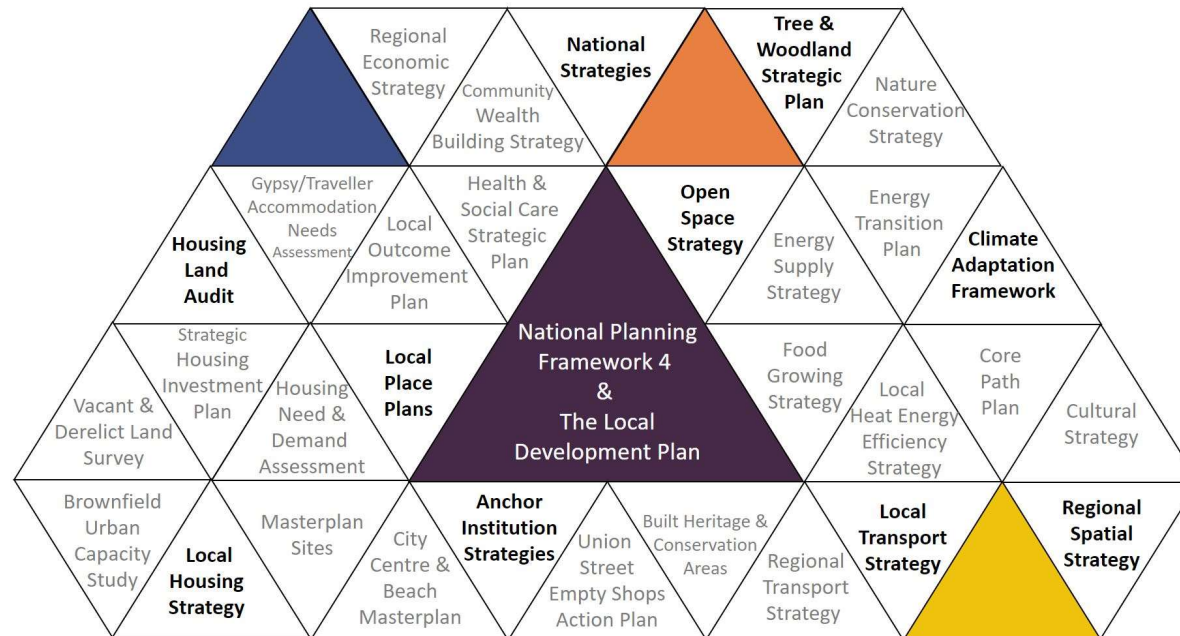 Regional
Economic
Strategy
Community
Wealth
Building Strategy
National
Strategies
Tree &
Woodland
Strategic
Plan
Nature
Conservation
Strategy
Housing
Land
Audit
Gypsy/Traveller
Accommodation
Needs
Assessment
Local
Outcome
Improvement
Plan
Health &
Social Care
Strategic
Plan
Open
Space
Strategy
Energy
Supply
Strategy
Energy
Transition
Plan
Climate
Adaptation
Framework
Vacant &
Derelict Land
Survey
Strategic
Housing
Investment
Plan
Housing
Need &
Demand
Assessment
Local
Place
Plans
National Planning
Framework 4
&
The Local
Development Plan
Food
Growing
Strategy
Local
Heat Energy
Efficiency
Strategy
Core
Path
Plan
Cultural
Strategy
Brownfield
Urban
Capacity
Study
Local
Housing
Strategy
Masterplan
Sites
City
Centre &
Beach
Masterplan
Anchor
Institution
Strategies
Union
Street
Empty Shops
Action Plan
Built Heritage &
Conservation
Areas
Regional
Transport
Strategy
Local
Transport
Strategy
Regional
Spatial
Strategy